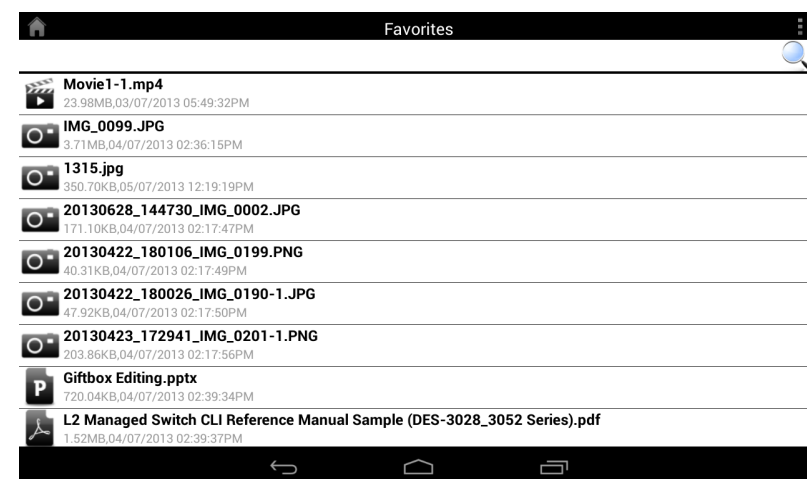 Favorites
Movie1-1.mp4
23.98MB,03/07/2013 05:49:32PM
IMG_0099.JPG
3.71MB,04/07/2013 02:36:15PM
1315.jpg
350.70KB,05/07/2013 12:19:19PM
20130628_144730_IMG_0002.JPG
171.10KB,04/07/2013 02:17:47PM
20130422_180106_IMG_0199.PNG
40.31KB,04/07/2013 02:17:49PM
20130422_180026_IMG_0190-1.JPG
47.92KB,04/07/2013 02:17:50PM
20130423_172941_IMG_0201-1.PNG
203.86KB,04/07/2013 02:17:56PM
P
Giftbox Editing.pptx
720.04KB,04/07/2013 02:39:34PM
L2 Managed Switch CLI Reference Manual Sample (DES-3028_3052 Series).pdf
1.52MB,04/07/2013 02:39:37PM